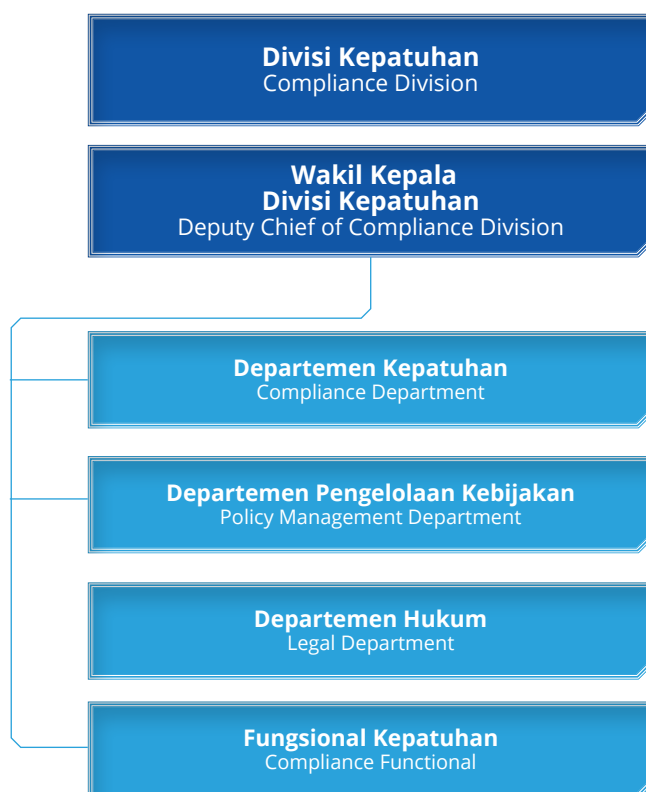 Divisi Kepatuhan
Compliance Division
Wakil Kepala
Divisi Kepatuhan
Deputy Chief of Compliance Division
Departemen Kepatuhan
Compliance Department
Departemen Pengelolaan Kebijakan
Policy Management Department
Departemen Hukum
Legal Department
Fungsional Kepatuhan
Compliance Functional